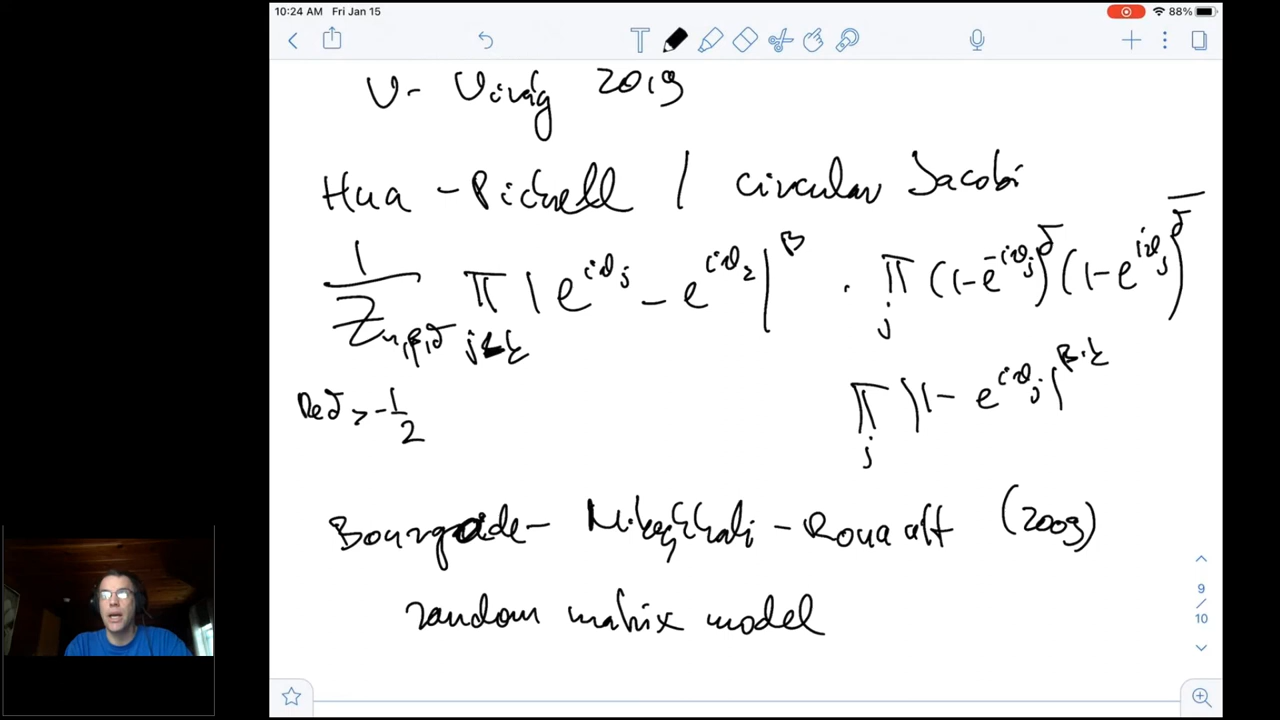 10:24 AM Fri Jan 15 88%
V- Virág 2019
Hua-Pickrell / circular Jacobi
1/Z_{n,β,δ} ∏_{j<k} |e^{iϑ_j} - e^{iϑ_k}|^β · ∏_j (1-e^{-iϑ_j})^δ (1-e^{iϑ_j})^{\overline{δ}}
Re δ > -1/2
∏_j |1-e^{iϑ_j}|^{β·k}
Bourgade-Nikeghbali-Rouault (2009)
random matrix model
9
/
10